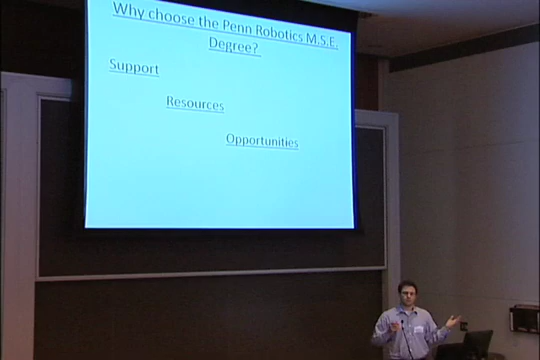 Why choose the Penn Robotics M.S.E.
Degree?
Support
Resources
Opportunities